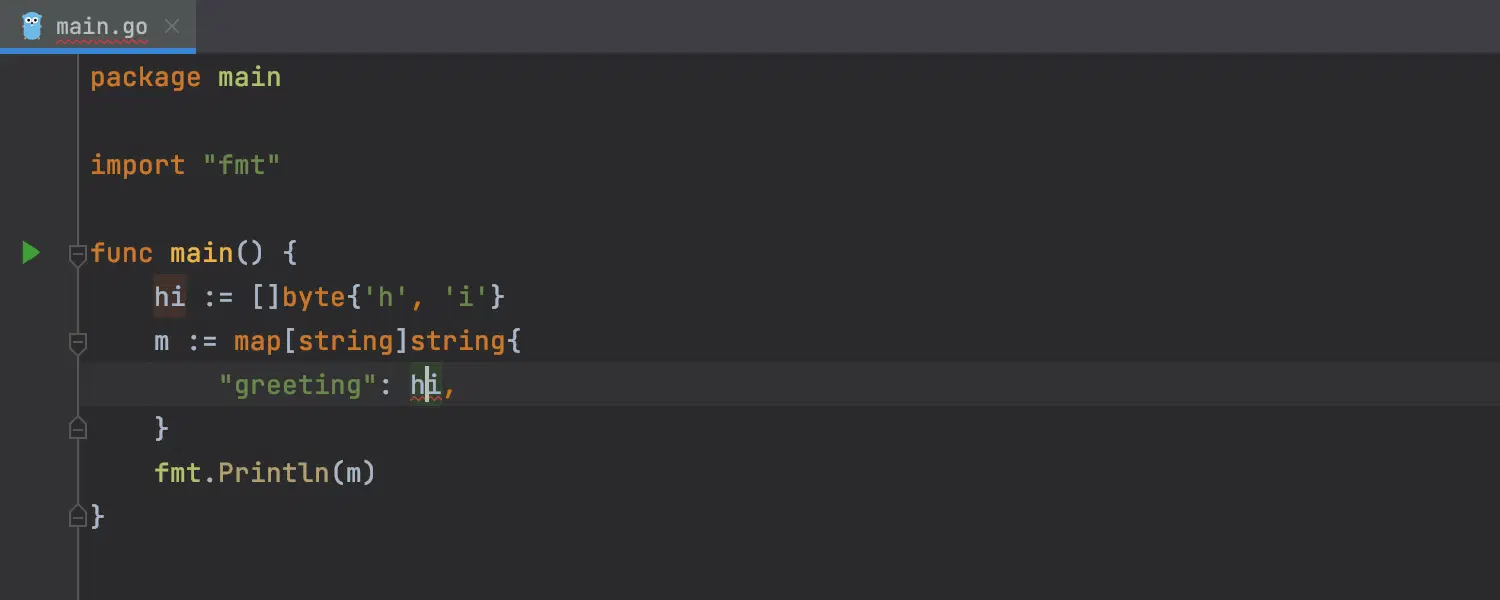 main.go
package main
import "fmt"
func main() {
    hi := []byte{'h', 'i'}
    m := map[string]string{
        "greeting": hi,
    }
    fmt.Println(m)
}